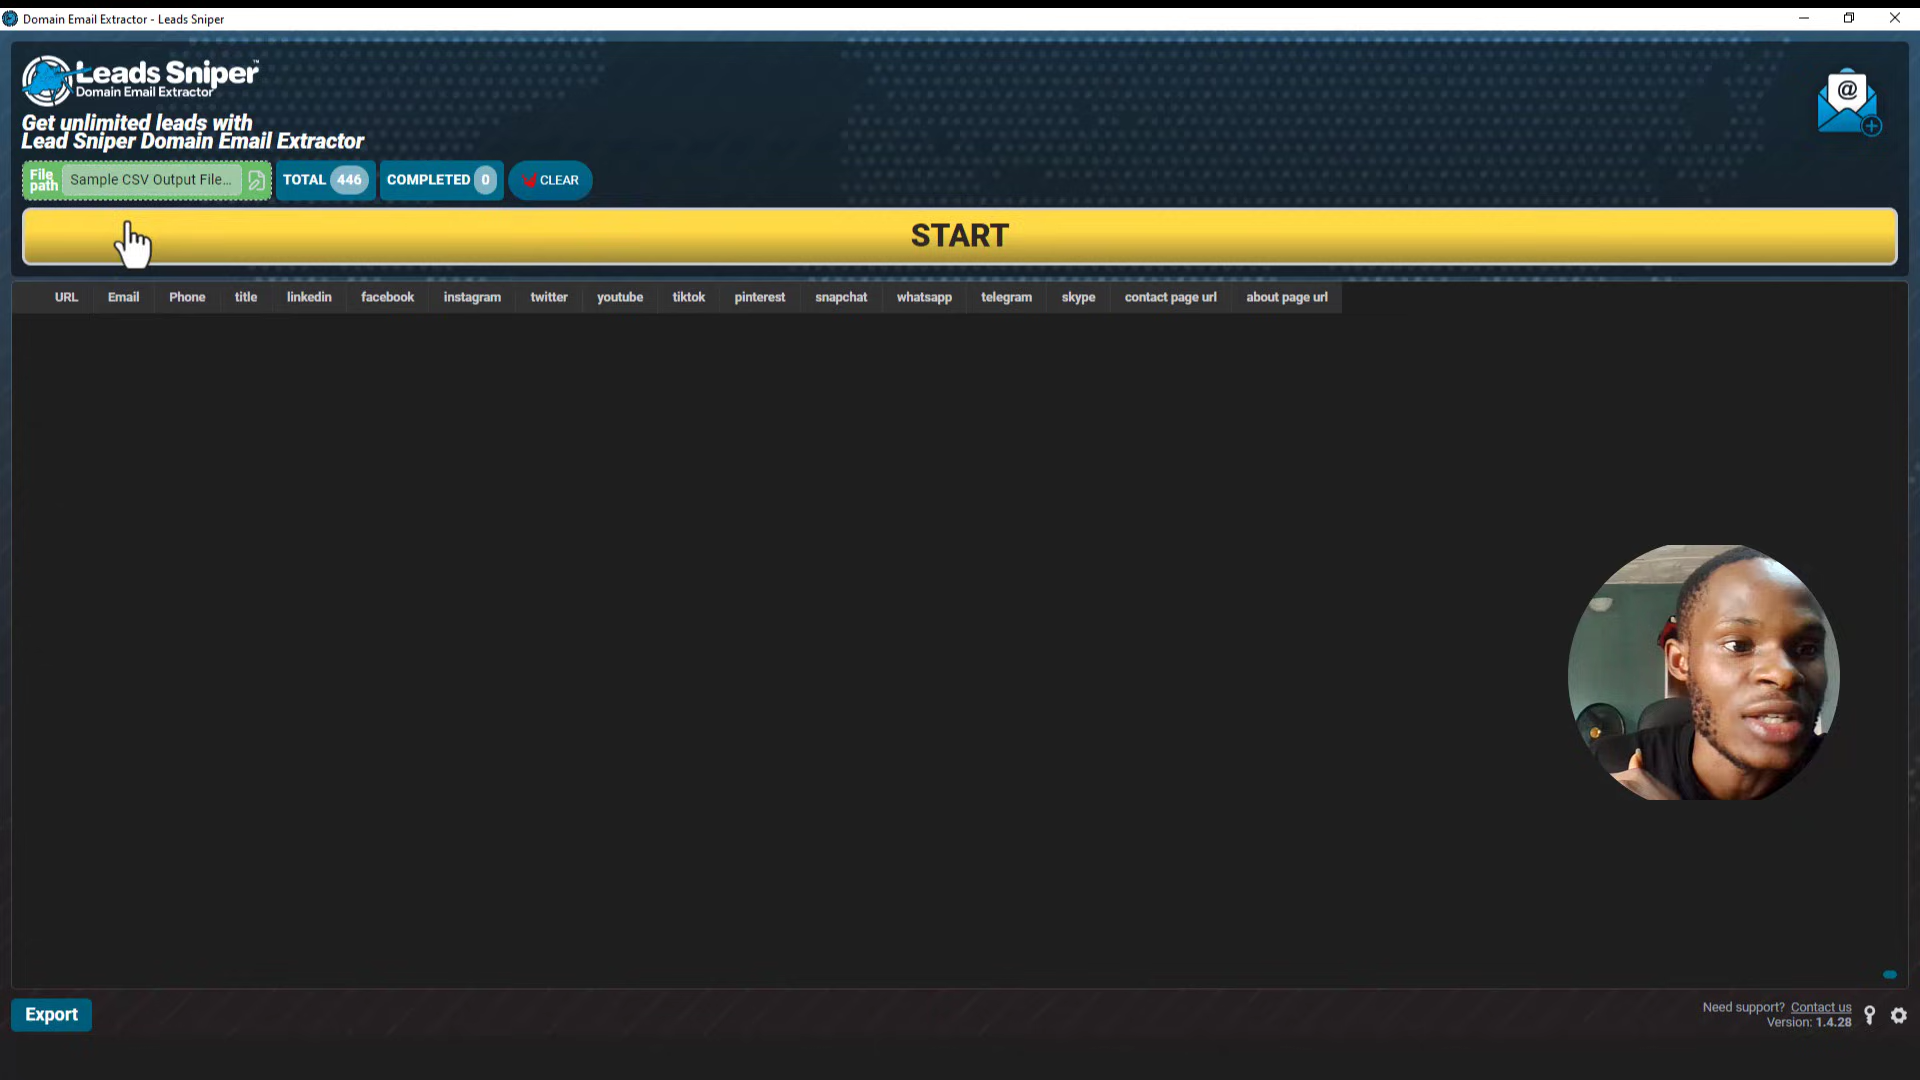 Domain Email Extractor - Leads Sniper
Leads Sniper™
Domain Email Extractor
Get unlimited leads with
Lead Sniper Domain Email Extractor
File path Sample CSV Output File... TOTAL 446 COMPLETED 0 CLEAR
START
URL Email Phone title linkedin facebook instagram twitter youtube tiktok pinterest snapchat whatsapp telegram skype contact page url about page url
Export
Need support? Contact us
Version: 1.4.28